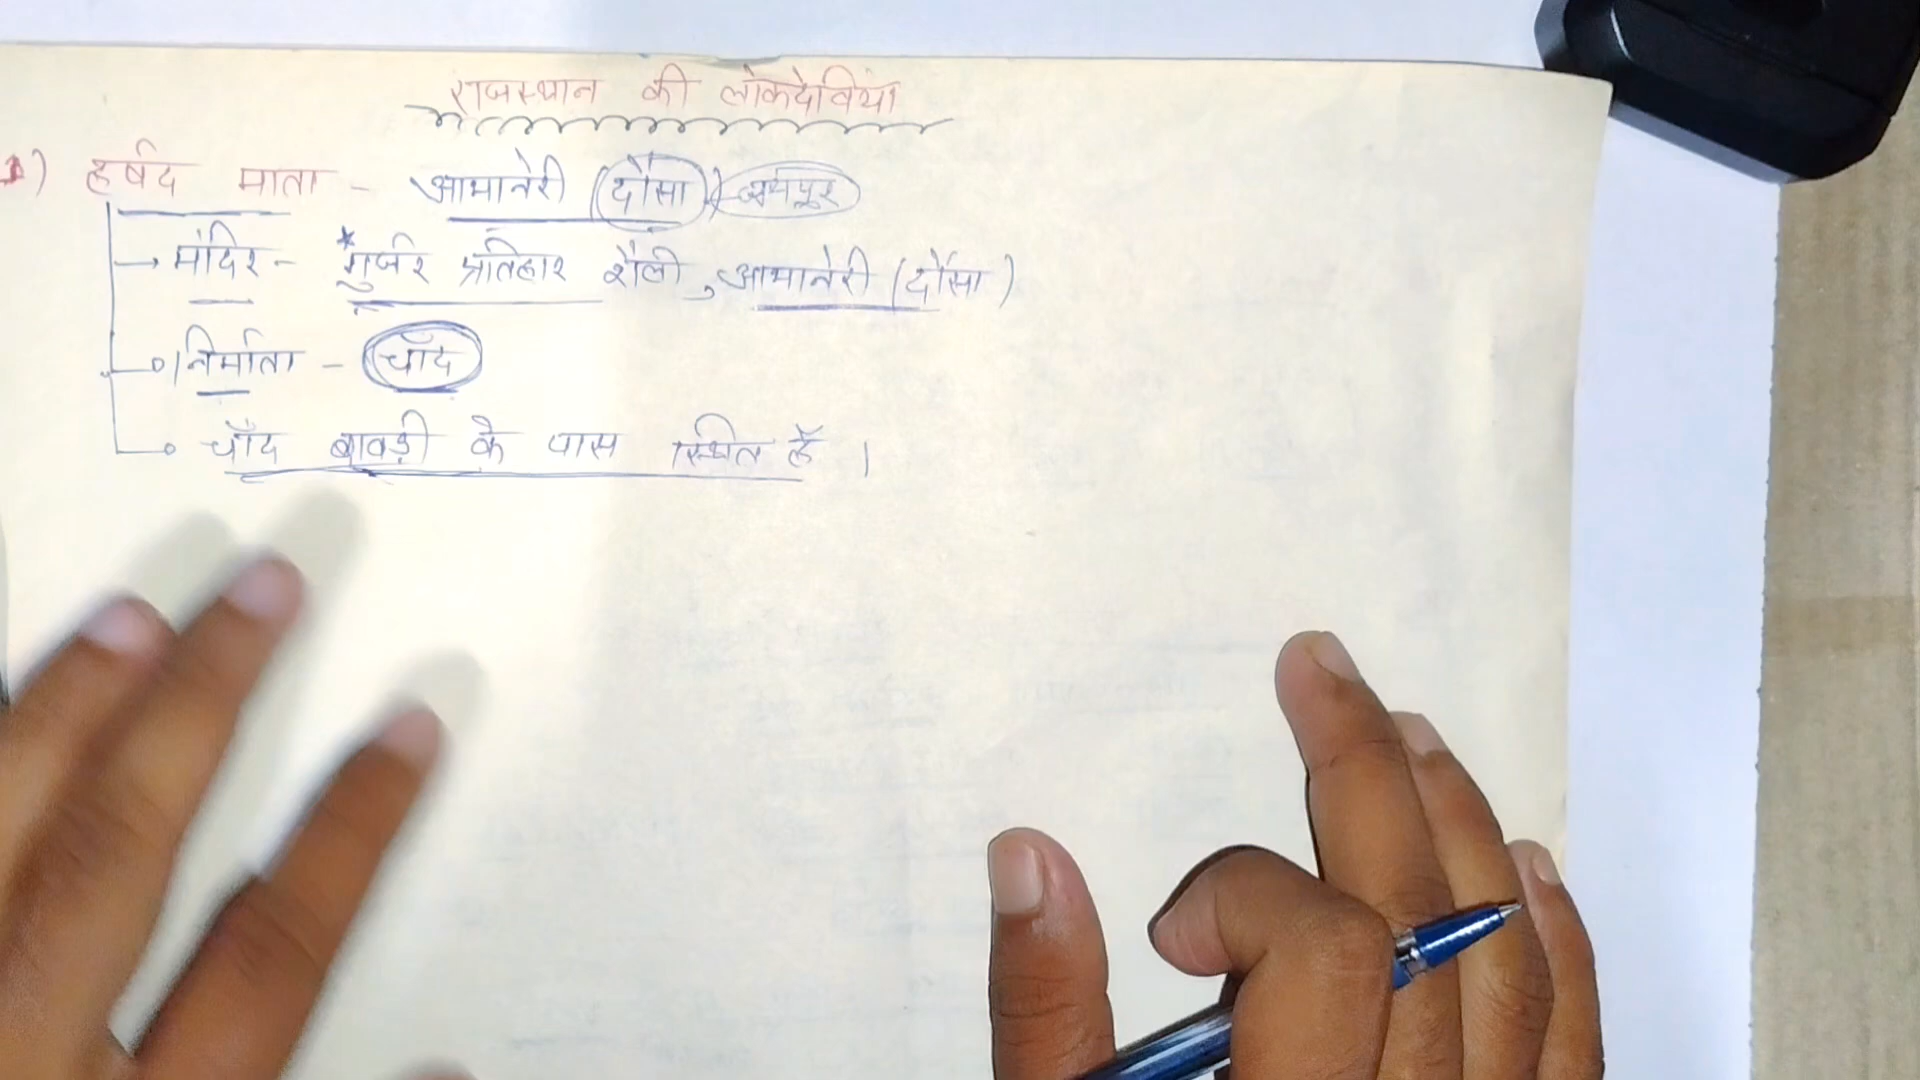 राजस्थान की लोकदेवियां
1) हर्षद माता - आभानेरी (दौसा) जयपुर
→ मंदिर - *गुर्जर प्रतिहार शैली, आभानेरी (दौसा)
निर्माता - चाँद
चाँद बावड़ी के पास स्थित है ।